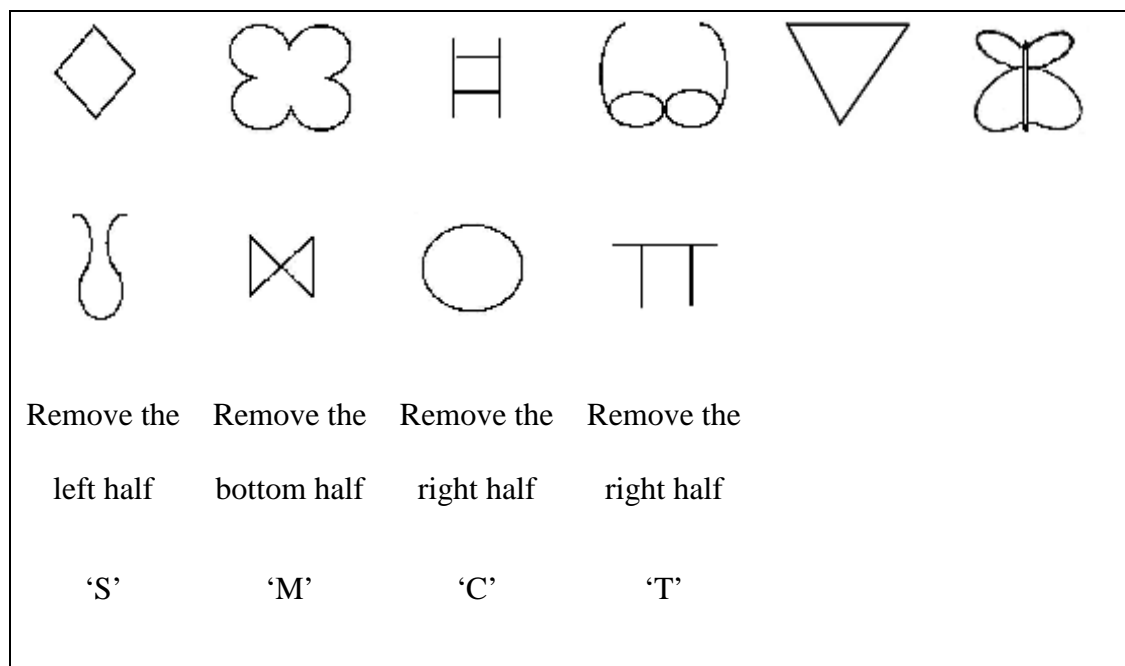 Remove the Remove the Remove the Remove the
left half bottom half right half right half
‘S’ ‘M’ ‘C’ ‘T’